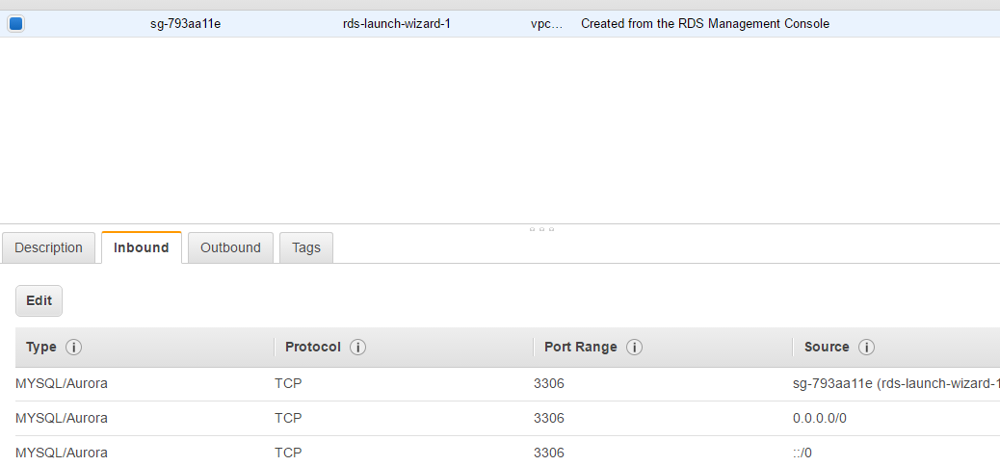 sg-793aa11e rds-launch-wizard-1 vpc... Created from the RDS Management Console
Description Inbound Outbound Tags
Edit
Type i Protocol i Port Range i Source i
MYSQL/Aurora TCP 3306 sg-793aa11e (rds-launch-wizard-1
MYSQL/Aurora TCP 3306 0.0.0.0/0
MYSQL/Aurora TCP 3306 ::/0